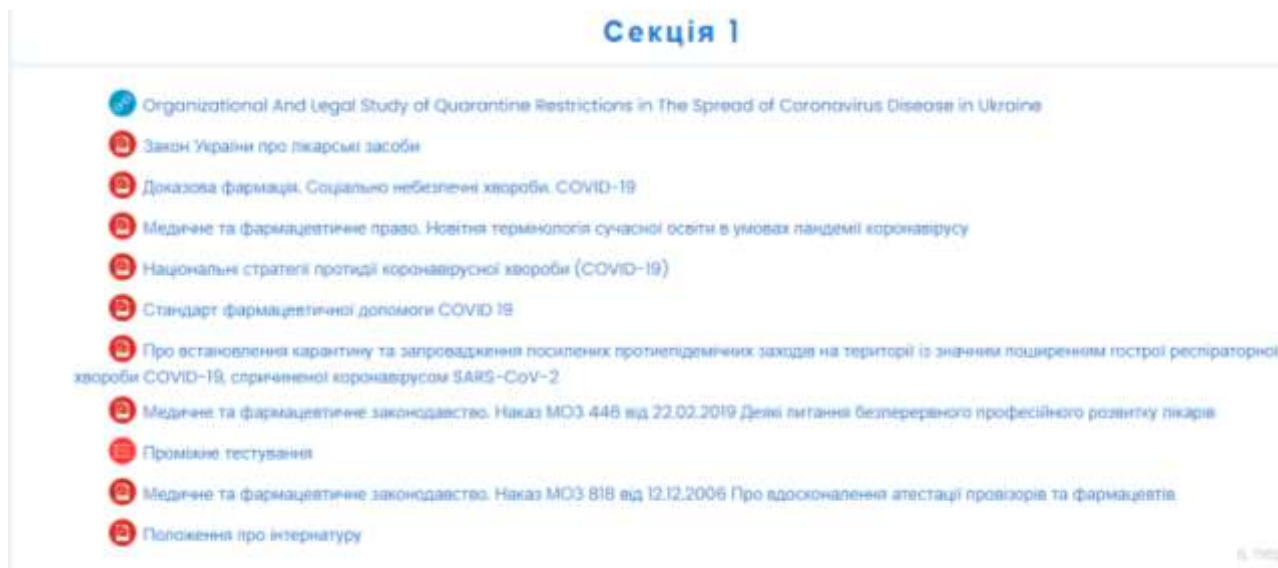 Секція 1
Organizational And Legal Study of Quarantine Restrictions in The Spread of Coronavirus Disease in Ukraine
Закон України про лікарські засоби
Доказова фармація. Соціально небезпечні хвороби. COVID-19
Медичне та фармацевтичне право. Новітня термінологія сучасної освіти в умовах пандемії коронавірусу
Національні стратегії протидії коронавірусної хвороби (COVID-19)
Стандарт фармацевтичної допомоги COVID 19
Про встановлення карантину та запровадження посилених протиепідемічних заходів на території із значним поширенням гострої респіраторної
хвороби COVID-19, спричиненої коронавірусом SARS-CoV-2
Медичне та фармацевтичне законодавство. Наказ МОЗ 446 від 22.02.2019 Деякі питання безперервного професійного розвитку лікарів
Проміжне тестування
Медичне та фармацевтичне законодавство. Наказ МОЗ 818 від 12.12.2006 Про вдосконалення атестації провізорів та фармацевтів
Положення про інтернатуру